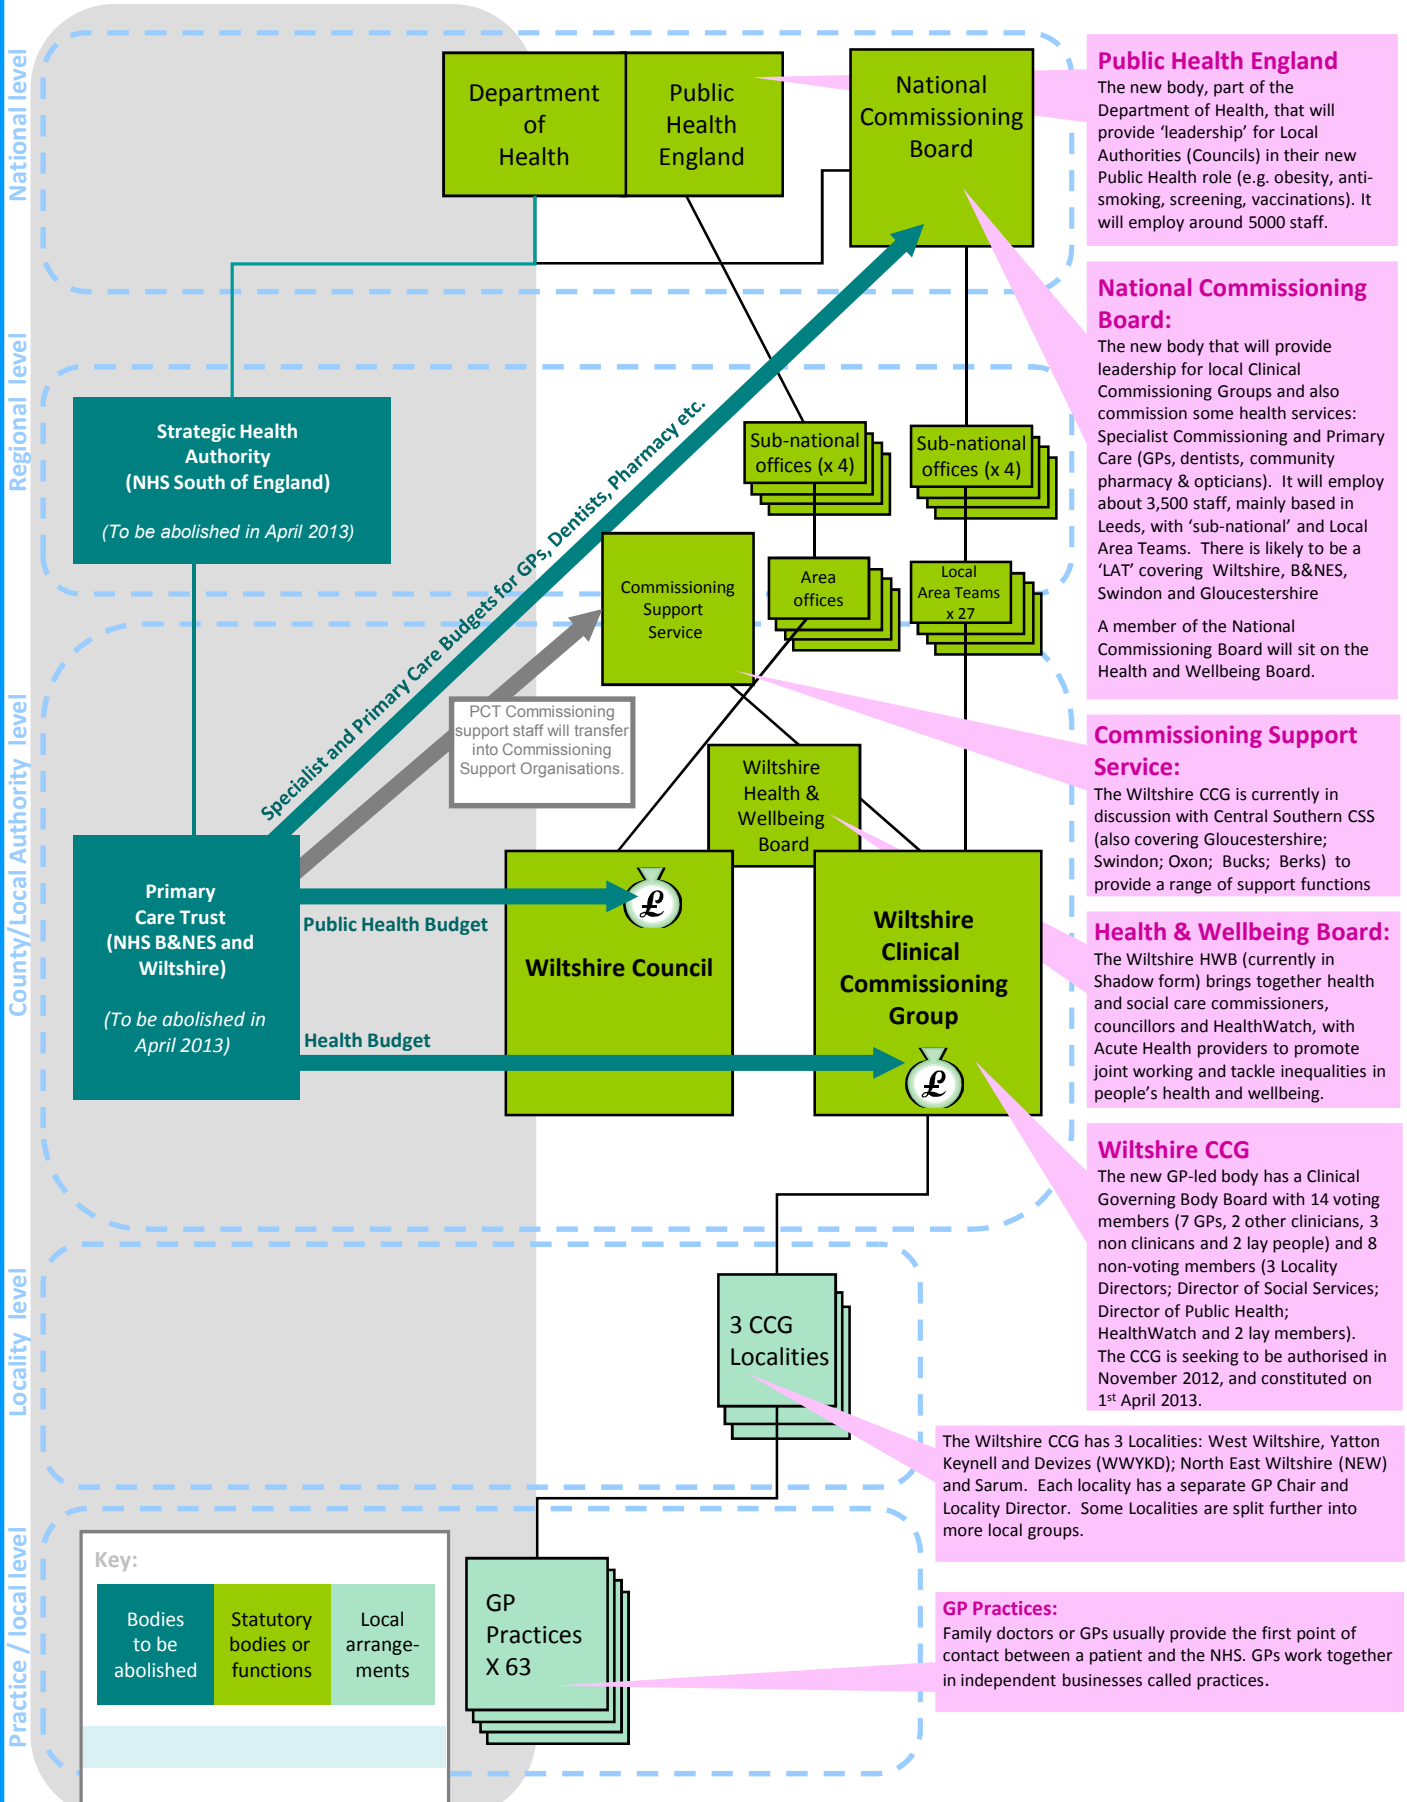 National level
Department
of
Health
Public
Health
England
National
Commissioning
Board
Public Health England
The new body, part of the
Department of Health, that will
provide ‘leadership’ for Local
Authorities (Councils) in their new
Public Health role (e.g. obesity, anti-
smoking, screening, vaccinations). It
will employ around 5000 staff.
National Commissioning
Board:
The new body that will provide
leadership for local Clinical
Commissioning Groups and also
commission some health services:
Specialist Commissioning and Primary
Care (GPs, dentists, community
pharmacy & opticians). It will employ
about 3,500 staff, mainly based in
Leeds, with ‘sub-national’ and Local
Area Teams. There is likely to be a
‘LAT’ covering Wiltshire, B&NES,
Swindon and Gloucestershire
A member of the National
Commissioning Board will sit on the
Health and Wellbeing Board.
Regional level
Strategic Health
Authority
(NHS South of England)
(To be abolished in April 2013)
Sub-national
offices (x 4)
Sub-national
offices (x 4)
Commissioning
Support
Service
Area
offices
Local
Area Teams
x 27
Specialist and Primary Care Budgets for GPs, Dentists, Pharmacy etc.
County/Local Authority level
PCT Commissioning
support staff will transfer
into Commissioning
Support Organisations.
Commissioning Support
Service:
The Wiltshire CCG is currently in
discussion with Central Southern CSS
(also covering Gloucestershire;
Swindon; Oxon; Bucks; Berks) to
provide a range of support functions
Wiltshire
Health &
Wellbeing
Board
Primary
Care Trust
(NHS B&NES and
Wiltshire)
(To be abolished in
April 2013)
Public Health Budget
£
Wiltshire Council
Wiltshire
Clinical
Commissioning
Group
Health Budget
£
Health & Wellbeing Board:
The Wiltshire HWB (currently in
Shadow form) brings together health
and social care commissioners,
councillors and HealthWatch, with
Acute Health providers to promote
joint working and tackle inequalities in
people’s health and wellbeing.
Wiltshire CCG
The new GP-led body has a Clinical
Governing Body Board with 14 voting
members (7 GPs, 2 other clinicians, 3
non clinicans and 2 lay people) and 8
non-voting members (3 Locality
Directors; Director of Social Services;
Director of Public Health;
HealthWatch and 2 lay members).
The CCG is seeking to be authorised in
November 2012, and constituted on
1st April 2013.
Locality level
3 CCG
Localities
The Wiltshire CCG has 3 Localities: West Wiltshire, Yatton
Keynell and Devizes (WWYKD); North East Wiltshire (NEW)
and Sarum. Each locality has a separate GP Chair and
Locality Director. Some Localities are split further into
more local groups.
Practice / local level
Key:
Bodies
to be
abolished
Statutory
bodies or
functions
Local
arrange-
ments
GP
Practices
X 63
GP Practices:
Family doctors or GPs usually provide the first point of
contact between a patient and the NHS. GPs work together
in independent businesses called practices.